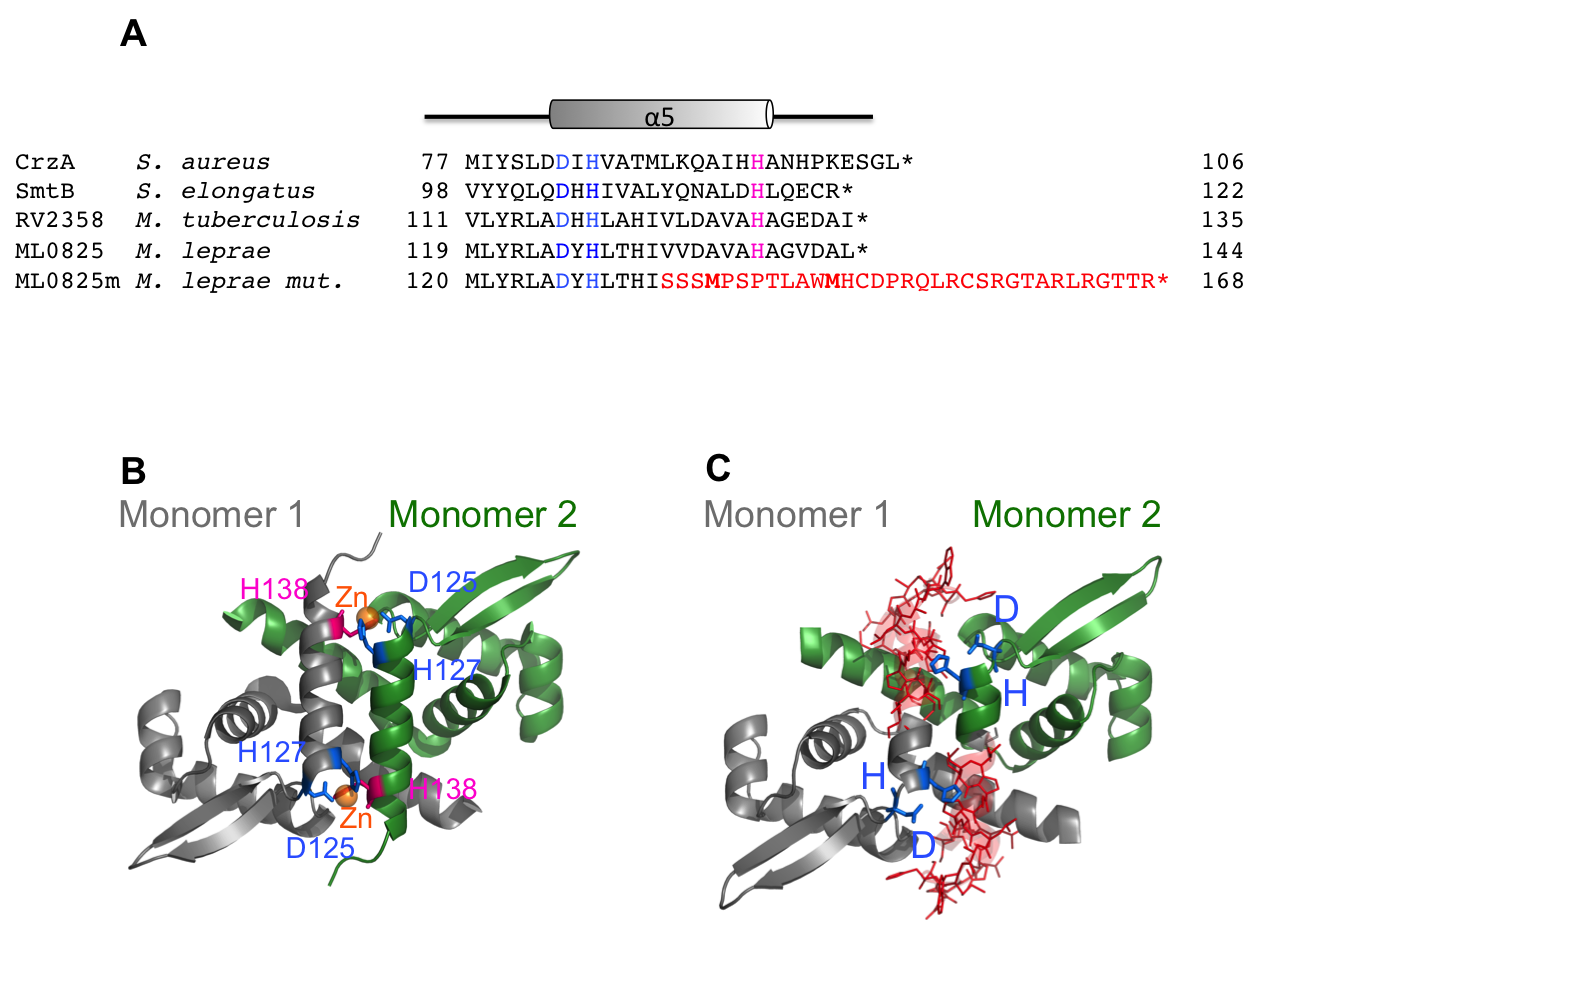 A
α5
CrzA S. aureus 77 MIYSLDDIHVATMLKQAIHHHANHPKESGL* 106
SmtB S. elongatus 98 VYYQLQDHHIVALYQNALDHLQECR* 122
RV2358 M. tuberculosis 111 VLYRLADHHLAHIVLDAVAHAGEDAI* 135
ML0825 M. leprae 119 MLYRLADYHLTHIVVDAVAHAGVDAL* 144
ML0825m M. leprae mut. 120 MLYRLADYHLTHISSSMPSPTLAWMHCDPRQLRCSRGTARLRGTTR* 168
B
Monomer 1 Monomer 2
H138 Zn D125
H127
H127
H138
Zn
D125
C
Monomer 1 Monomer 2
D
H
H
D